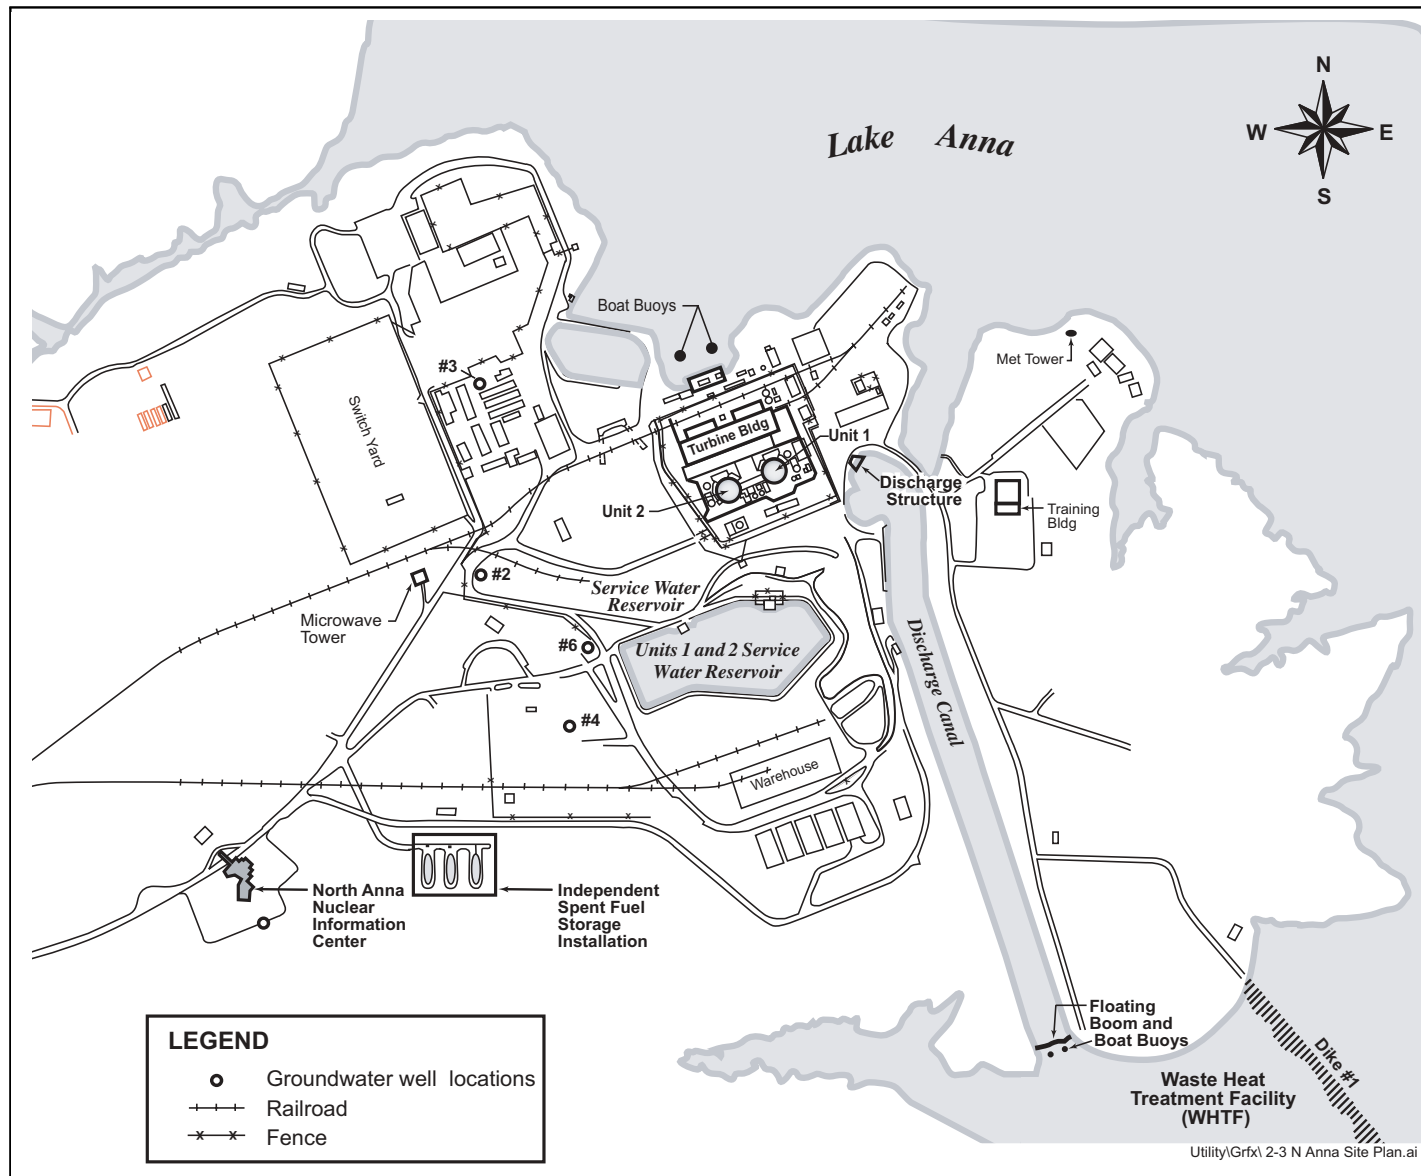 N
W E
S
Lake Anna
Boat Buoys
Met Tower
#3
Switch Yard
Turbine Bldg
Unit 1
Discharge
Structure
Unit 2
Training
Bldg
#2
Service Water
Reservoir
Microwave
Tower
#6
Units 1 and 2 Service
Water Reservoir
Discharge Canal
#4
Warehouse
North Anna
Nuclear
Information
Center
Independent
Spent Fuel
Storage
Installation
Floating
Boom and
Boat Buoys
Dike #1
Waste Heat
Treatment Facility
(WHTF)
LEGEND
Groundwater well locations
Railroad
Fence
Utility\Grfx\ 2-3 N Anna Site Plan.ai